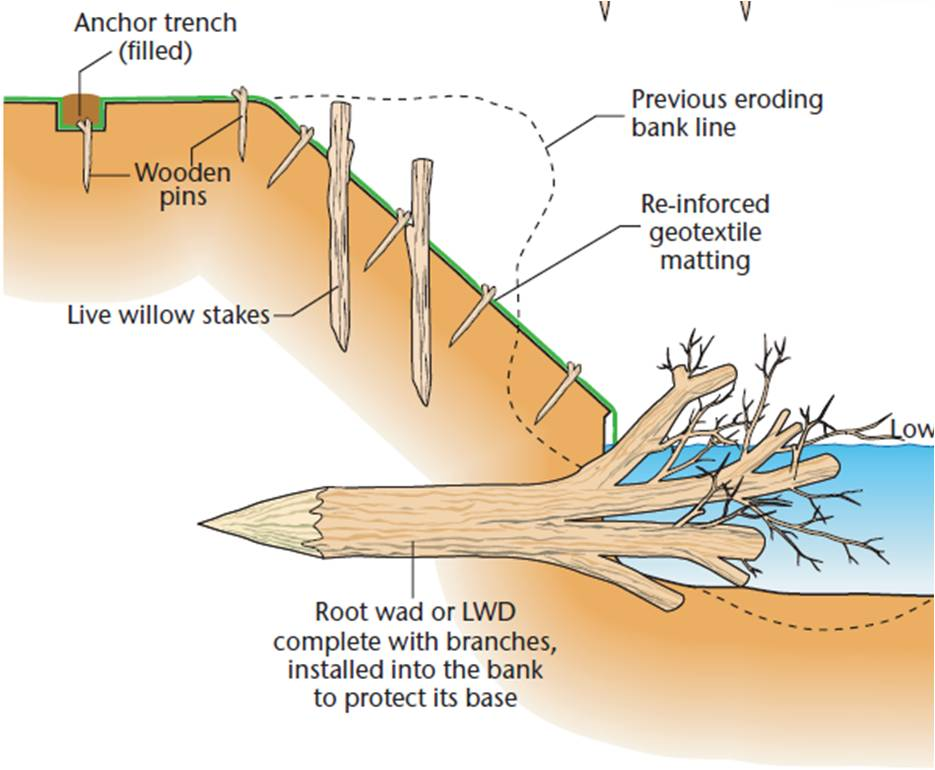 Anchor trench
(filled)
Previous eroding
bank line
Wooden
pins
Re-inforced
geotextile
matting
Live willow stakes
Low
Root wad or LWD
complete with branches,
installed into the bank
to protect its base